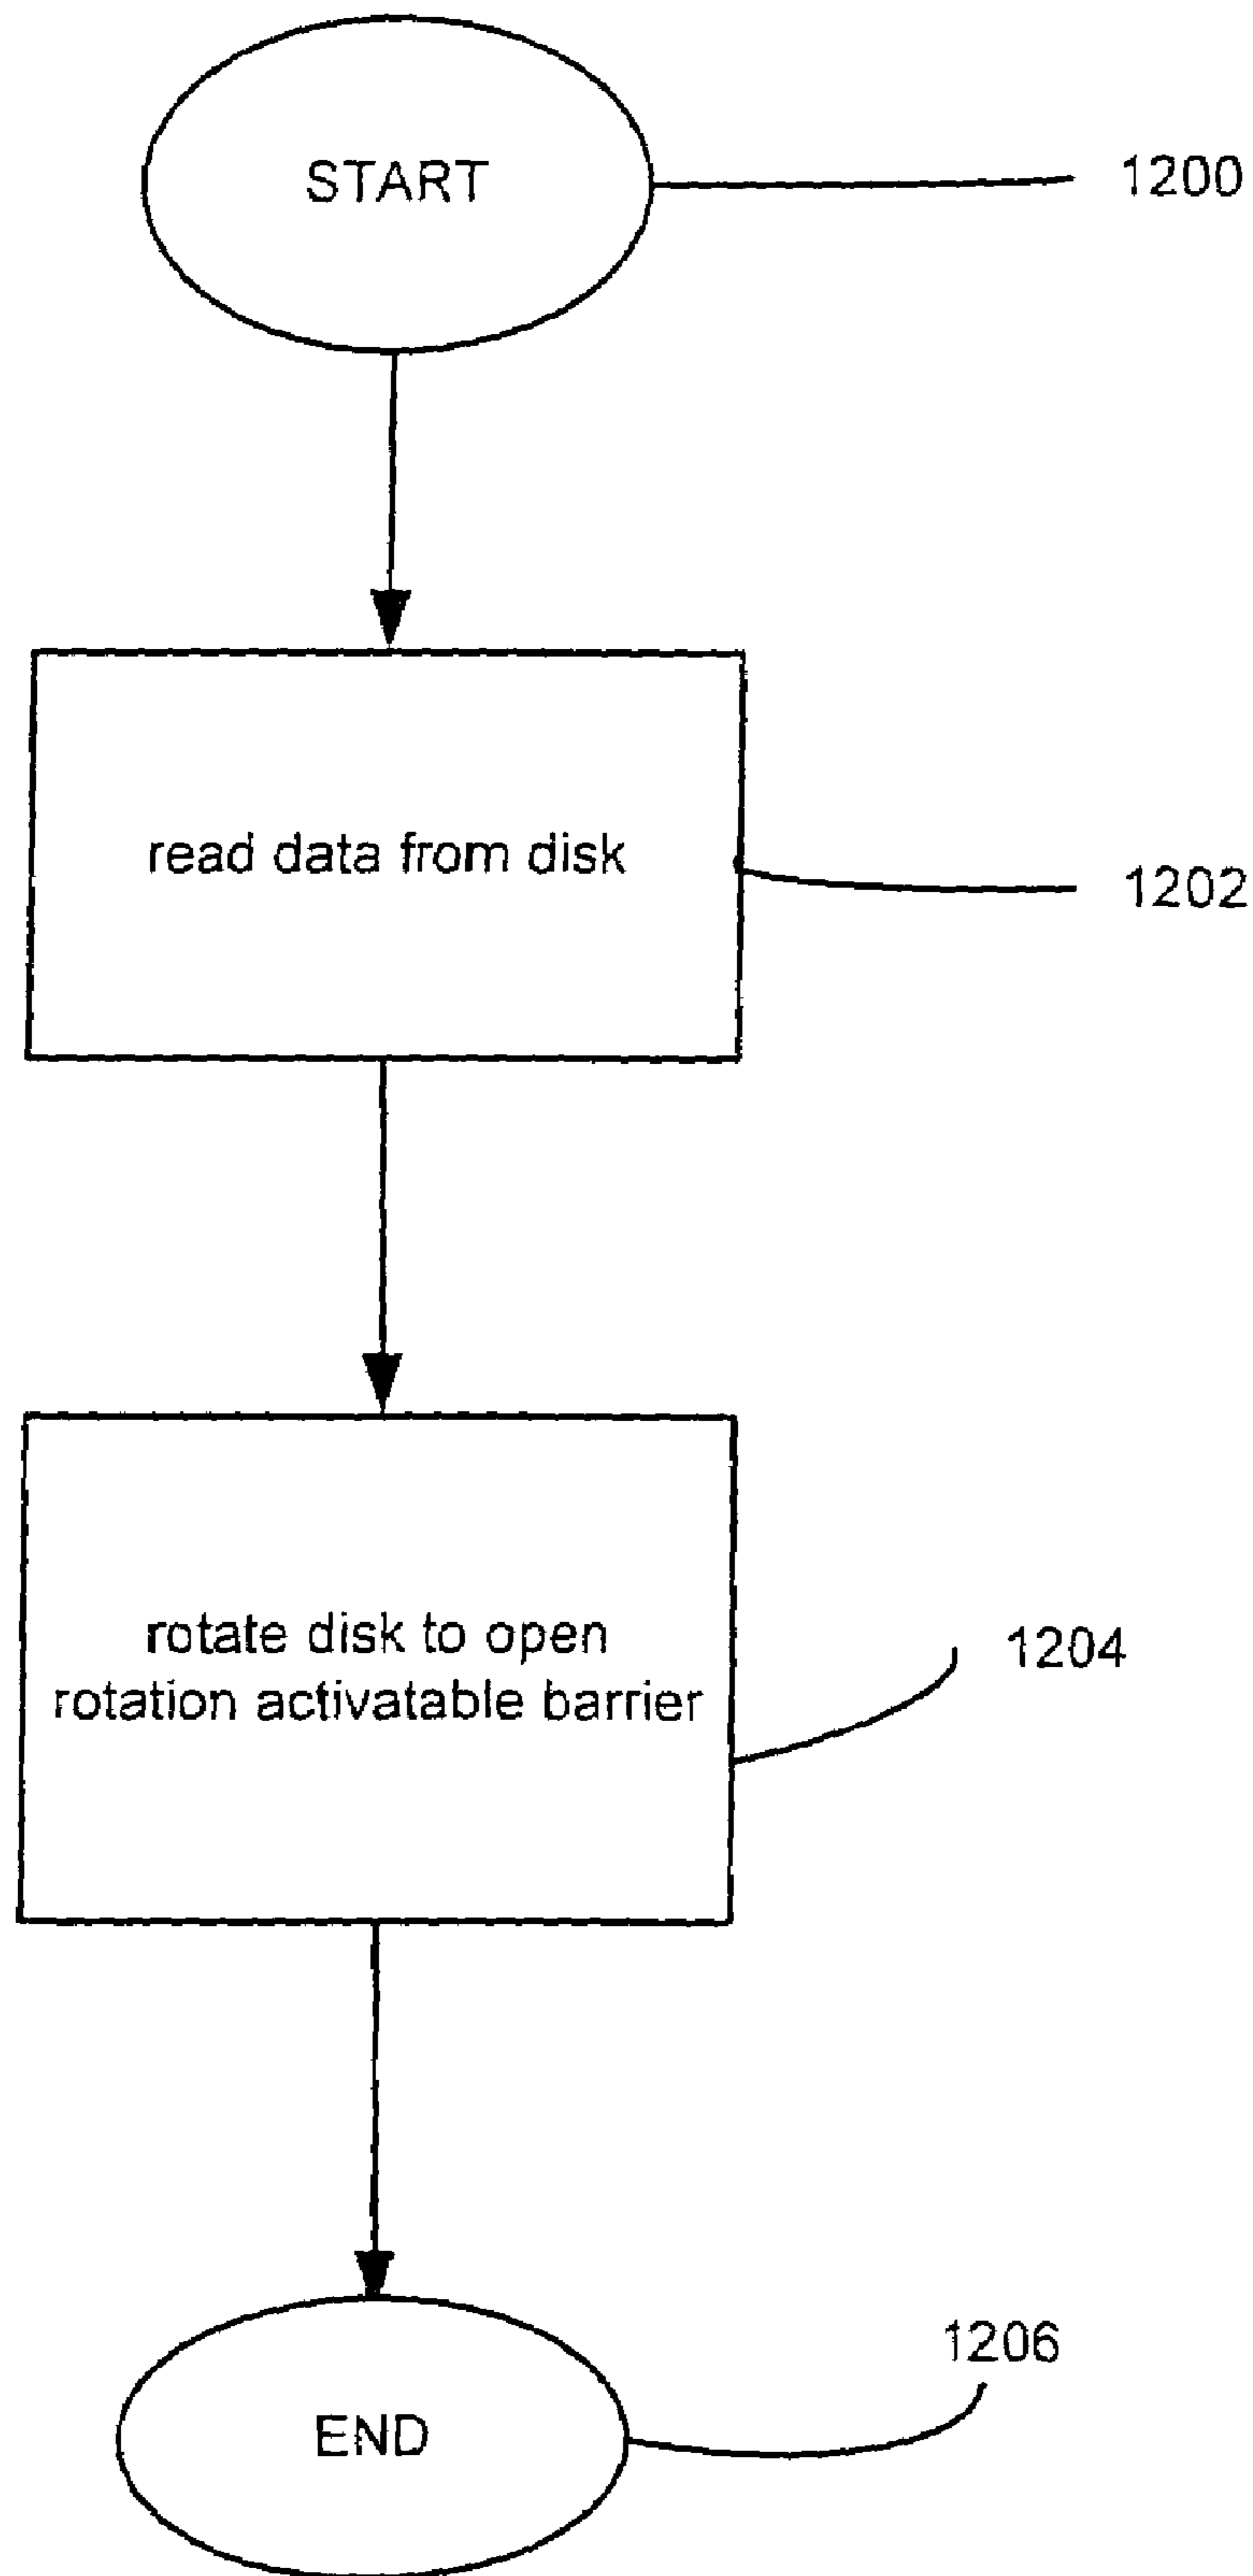 START
1200
read data from disk
1202
rotate disk to open
rotation activatable barrier
1204
END
1206